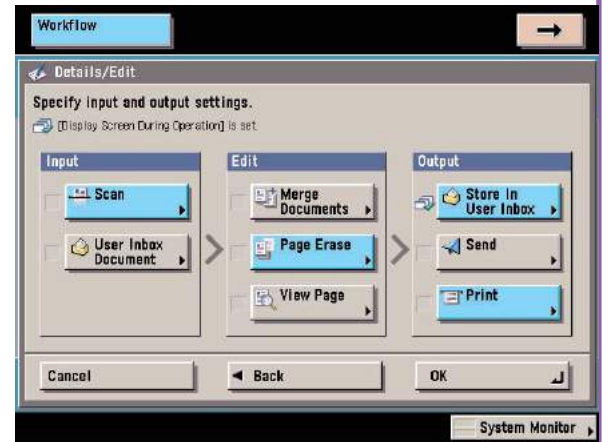 Workflow
Details/Edit
Specify input and output settings.
[Display Screen During Operation] is set.
Input
Edit
Output
Scan
User Inbox
Document
Merge
Documents
Page Erase
View Page
Store In
User Inbox
Send
Print
Cancel
Back
OK
System Monitor